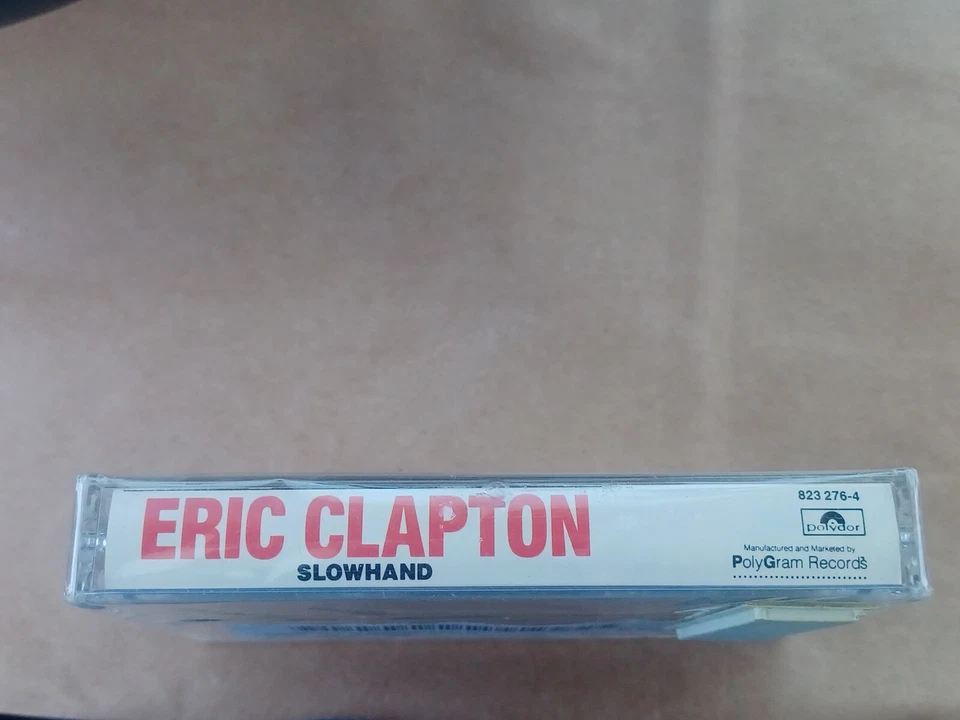 ERIC CLAPTON
SLOWHAND
823 276-4
polydor
Manufactured and Marketed by
PolyGram Records